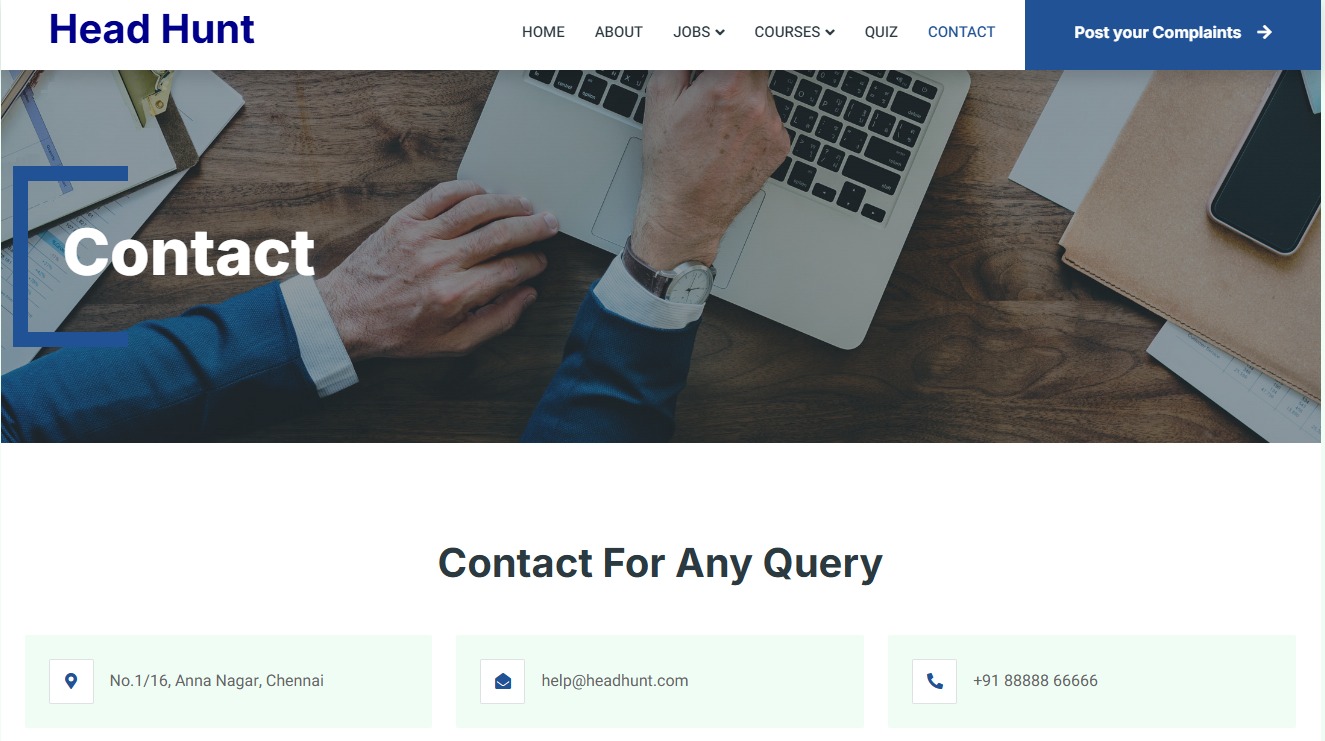 Head Hunt
HOME ABOUT JOBS COURSES QUIZ CONTACT
Post your Complaints
Contact
Contact For Any Query
No.1/16, Anna Nagar, Chennai
help@headhunt.com
+91 88888 66666